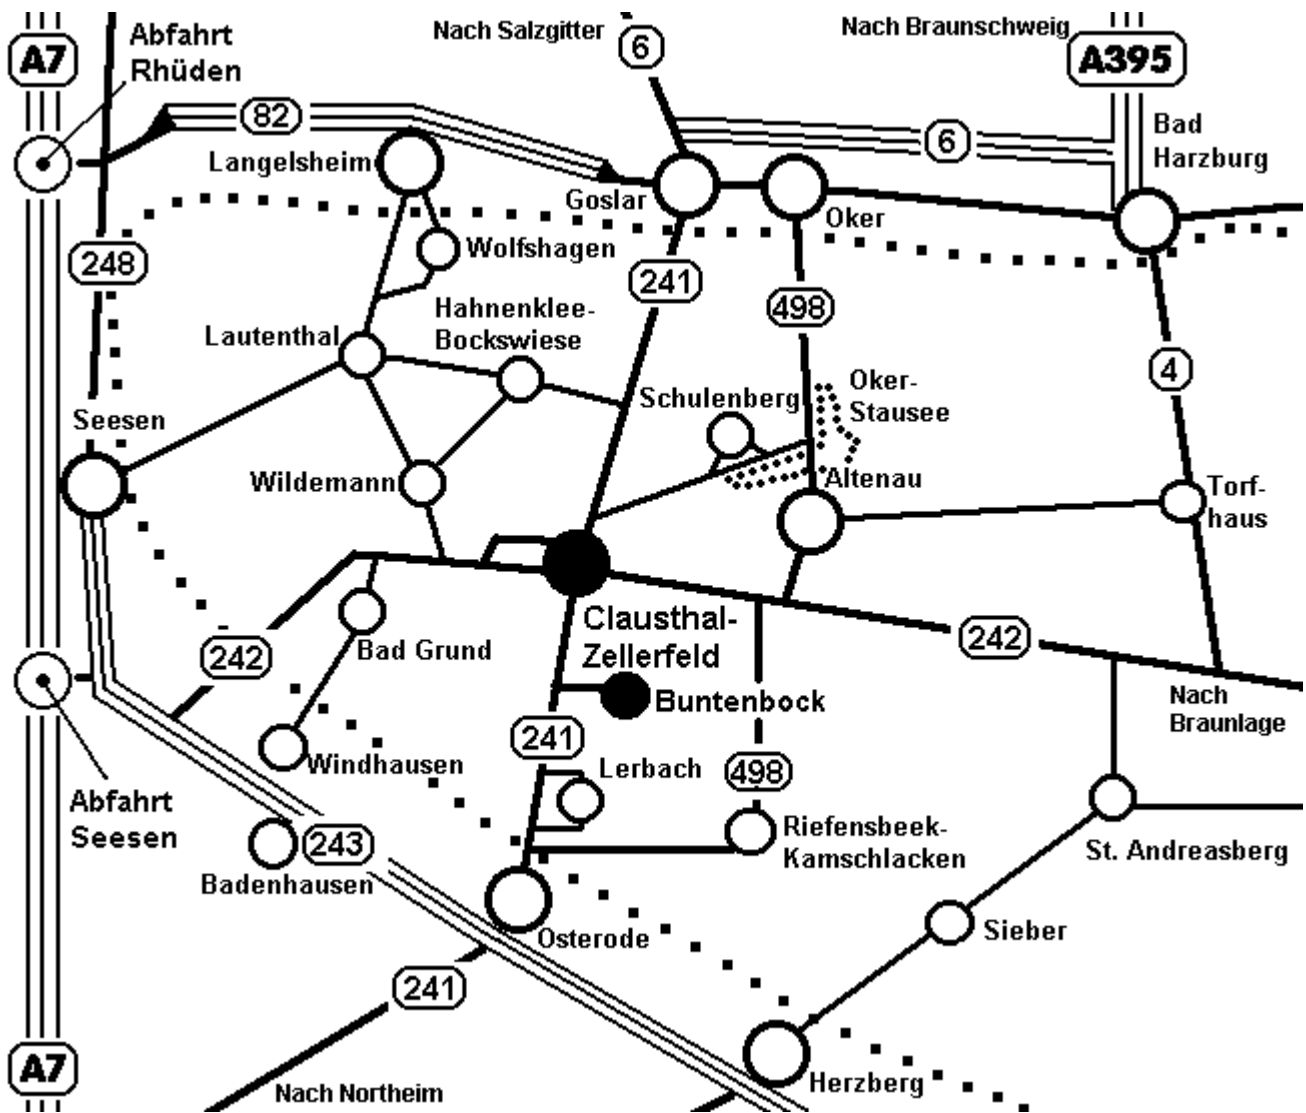 A7
Abfahrt
Rhüden
Nach Salzgitter
6
Nach Braunschweig
A395
82
6
Bad
Harzburg
Langelsheim
Goslar
Oker
Wolfshagen
248
241
498
Hahnenklee-
Bockswiese
Lautenthal
4
Oker-
Stausee
Schulenberg
Seesen
Wildemann
Altenau
Torf-
haus
Clausthal-
Zellerfeld
242
Bad Grund
242
Buntenbock
Nach
Braunlage
241
Windhausen
Lerbach
498
Abfahrt
Seesen
243
Riefensbeek-
Kamschlacken
St. Andreasberg
Badenhausen
Osterode
Sieber
241
A7
Nach Northeim
Herzberg